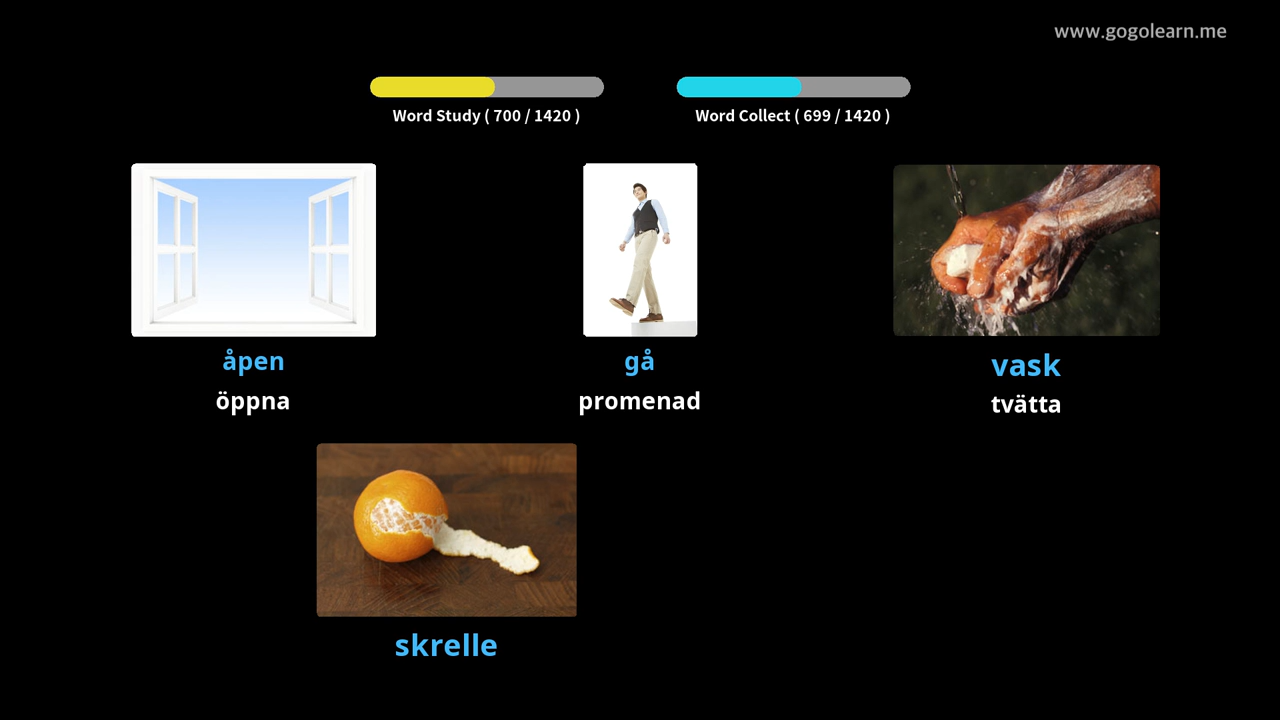 www.gogolearn.me
Word Study ( 700 / 1420 )
Word Collect ( 699 / 1420 )
åpen
öppna
gå
promenad
vask
tvätta
skrelle